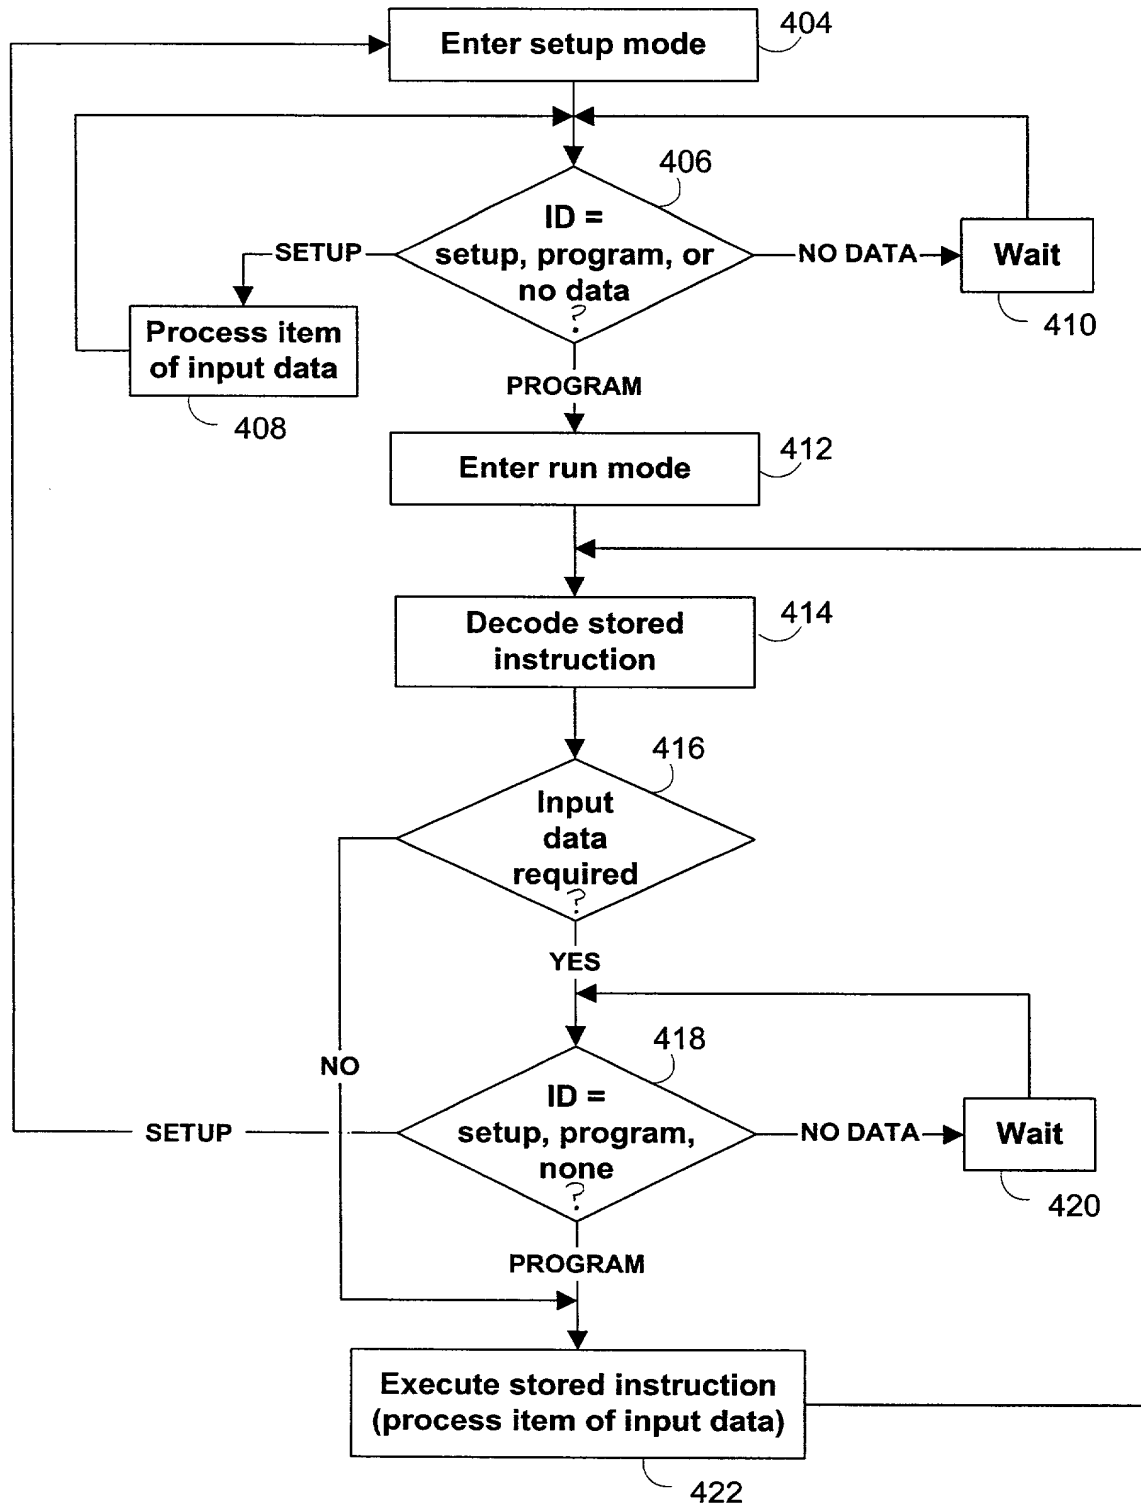 Enter setup mode
404
406
ID =
setup, program, or
no data
?
SETUP
NO DATA
Wait
410
Process item
of input data
408
PROGRAM
Enter run mode
412
Decode stored
instruction
414
416
Input
data
required
?
YES
NO
418
ID =
setup, program,
none
?
SETUP
NO DATA
Wait
420
PROGRAM
Execute stored instruction
(process item of input data)
422